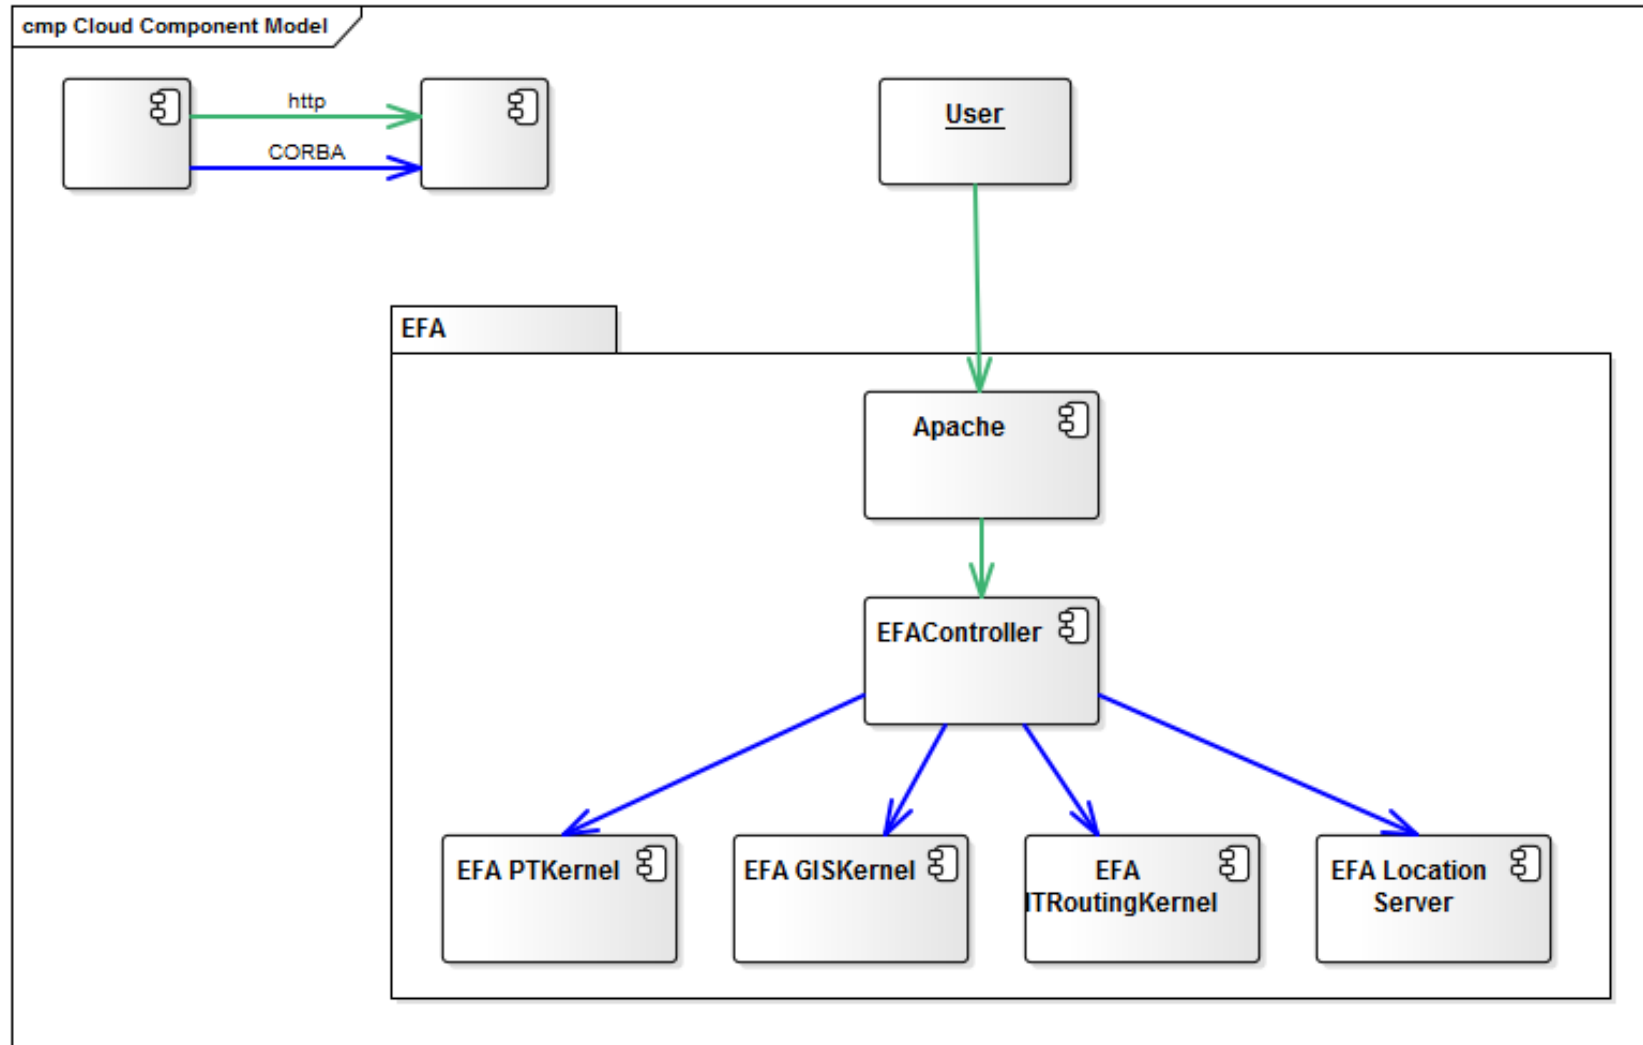 cmp Cloud Component Model
http
CORBA
User
EFA
Apache
EFAController
EFA PTKernel
EFA GISKernel
EFA
ITRoutingKernel
EFA Location
Server